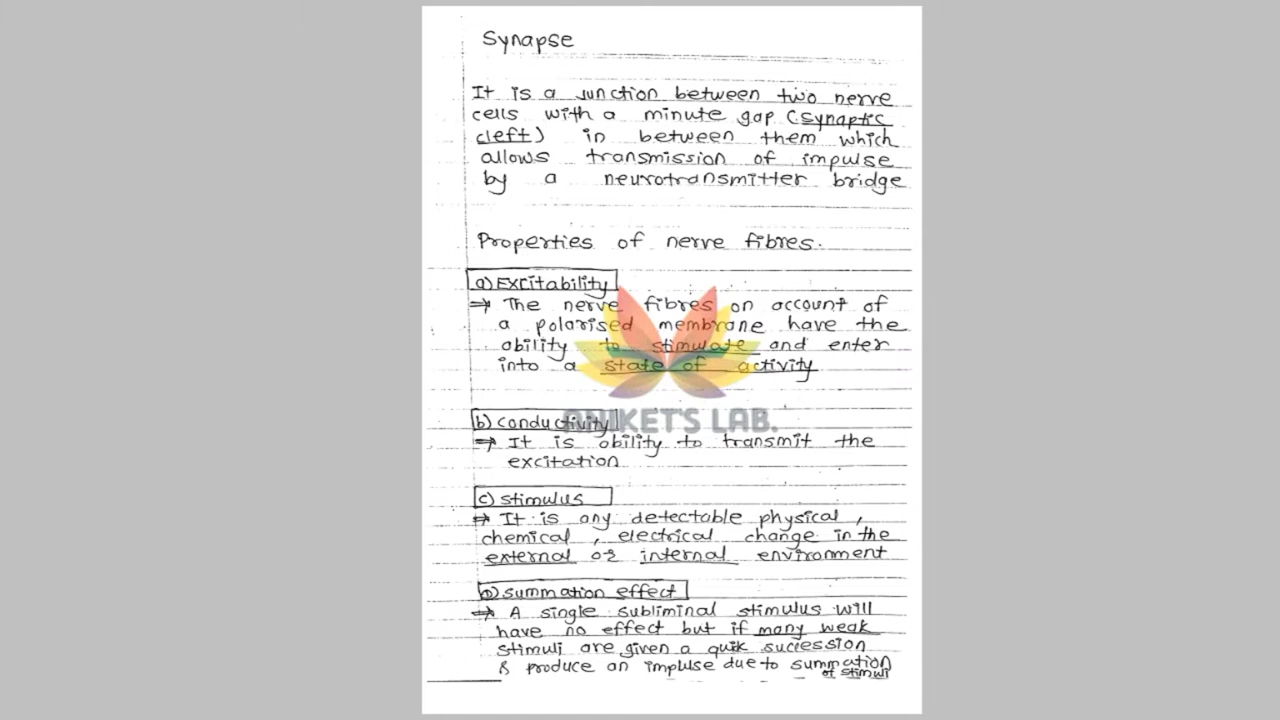 Synapse
It is a Junction between two nerve
cells with a minute gap (synaptic
cleft) in between them which
allows transmission of impulse
by a neurotransmitter bridge
Properties of nerve fibres.
a) Excitability
⇒ The nerve fibres on account of
a polarised membrane have the
ability to stimulate and enter
into a state of activity
ANIKETS LAB.
b) conductivity
⇒ It is ability to transmit the
excitation
c) stimulus
⇒ It is any detectable physical,
chemical, electrical change in the
external or internal environment
D) summation effect
⇒ A single subliminal stimulus will
have no effect but if many weak
stimuli are given a quik succession
& produce an impluse due to summation
of stimuli